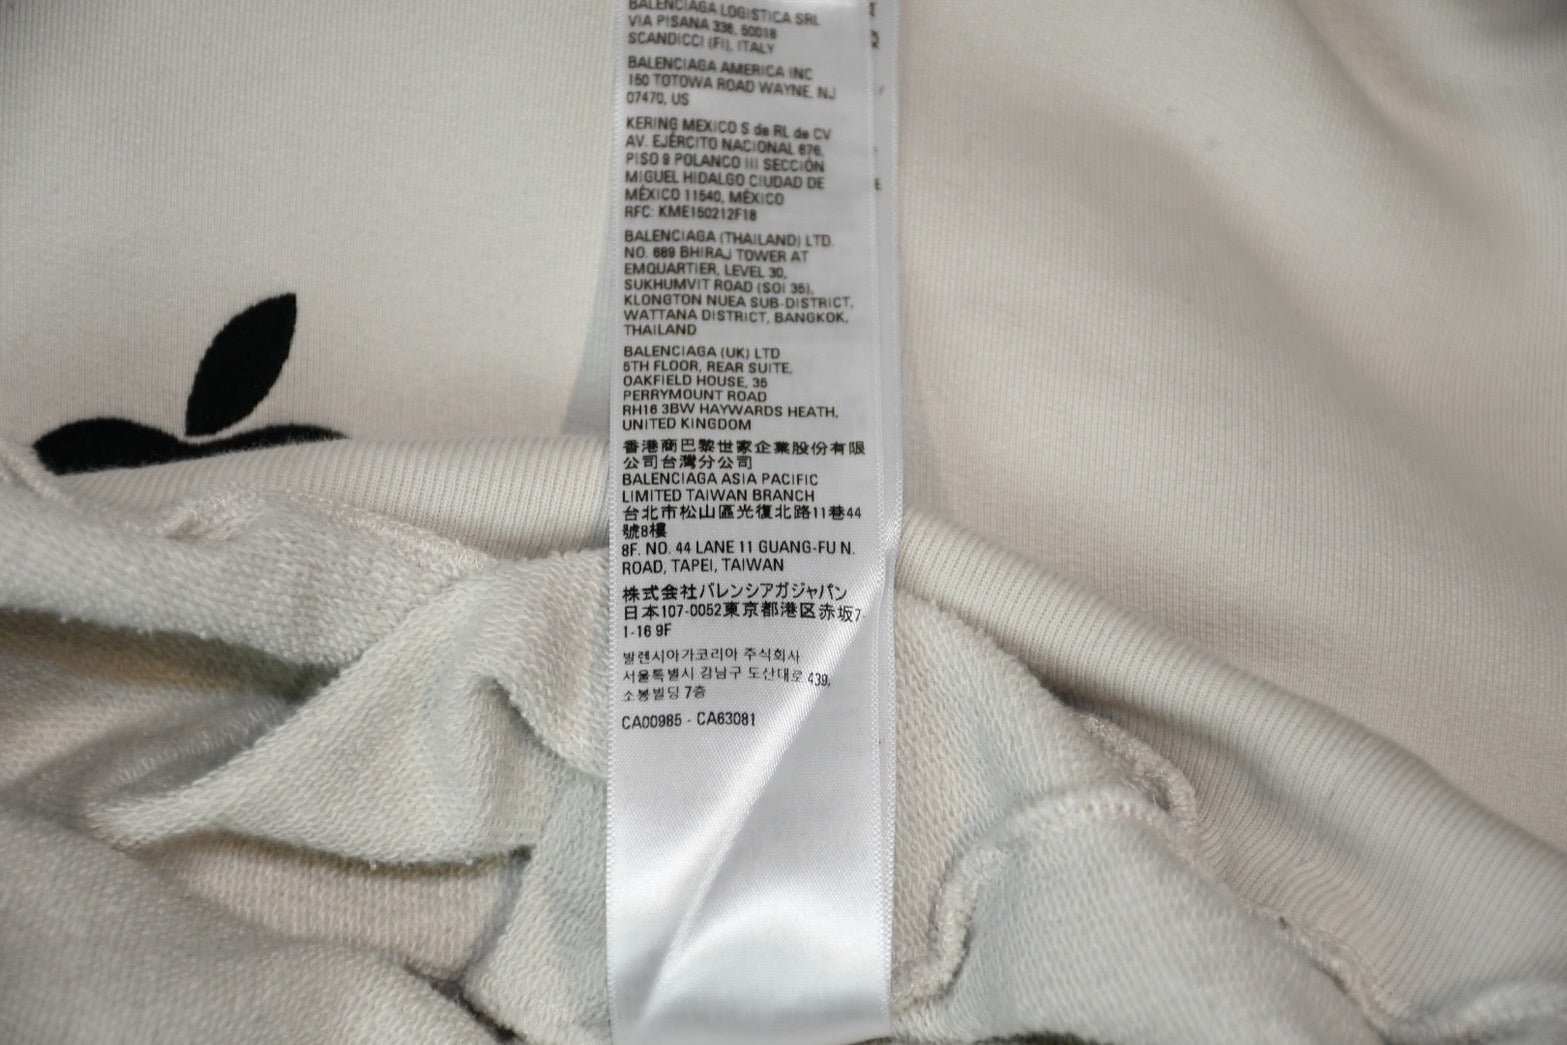 BALENCIAGA LOGISTICA SRL
VIA PISANA 336, 50018
SCANDICCI (FI), ITALY
BALENCIAGA AMERICA INC
150 TOTOWA ROAD WAYNE, NJ
07470, US
KERING MEXICO S de RL de CV
AV. EJÉRCITO NACIONAL 676,
PISO 9 POLANCO III SECCIÓN
MIGUEL HIDALGO CIUDAD DE
MÉXICO 11540, MÉXICO
RFC: KME150212F18
BALENCIAGA (THAILAND) LTD.
NO. 689 BHIRAJ TOWER AT
EMQUARTIER, LEVEL 30,
SUKHUMVIT ROAD (SOI 35),
KLONGTON NUEA SUB-DISTRICT,
WATTANA DISTRICT, BANGKOK,
THAILAND
BALENCIAGA (UK) LTD
5TH FLOOR, REAR SUITE,
OAKFIELD HOUSE, 35
PERRYMOUNT ROAD
RH16 3BW HAYWARDS HEATH,
UNITED KINGDOM
香港商巴黎世家企業股份有限
公司台灣分公司
BALENCIAGA ASIA PACIFIC
LIMITED TAIWAN BRANCH
台北市松山區光復北路11巷44
號8樓
8F. NO. 44 LANE 11 GUANG-FU N.
ROAD, TAPEI, TAIWAN
株式会社バレンシアガジャパン
日本107-0052東京都港区赤坂7-
1-16 9F
발렌시아가코리아 주식회사
서울특별시 강남구 도산대로 439,
소봉빌딩 7층
CA00985 - CA63081